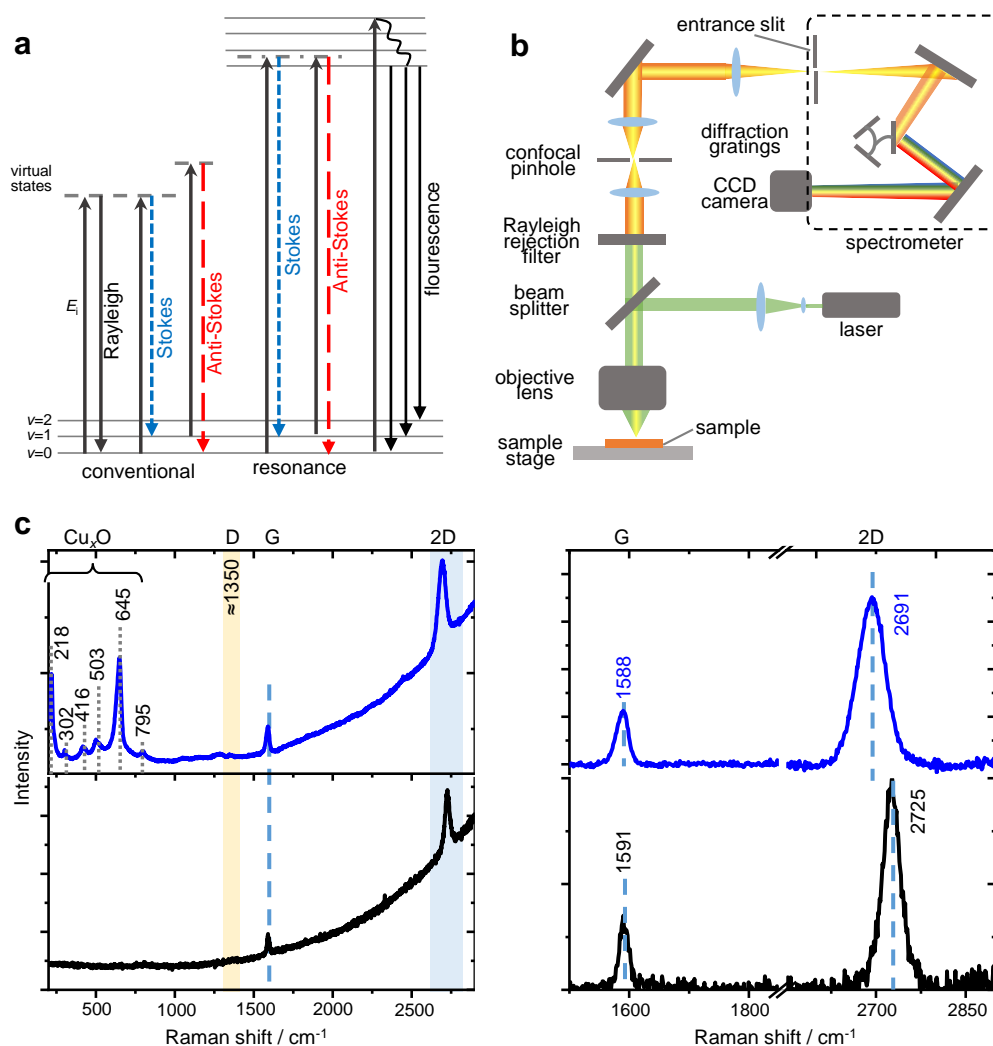 a
virtual
states
E
i
Rayleigh
Stokes
Anti-Stokes
Stokes
Anti-Stokes
flourescence
v=2
v=1
v=0
conventional
resonance
b
entrance slit
confocal
pinhole
diffraction
gratings
CCD
camera
Rayleigh
rejection
filter
spectrometer
beam
splitter
laser
objective
lens
sample
sample
stage
c
CuxO
D
G
2D
≈1350
218
302
416
503
645
795
Intensity
500
1000
1500
2000
2500
Raman shift / cm-1
G
2D
1588
2691
1591
2725
1600
1800
2700
2850
Raman shift / cm-1